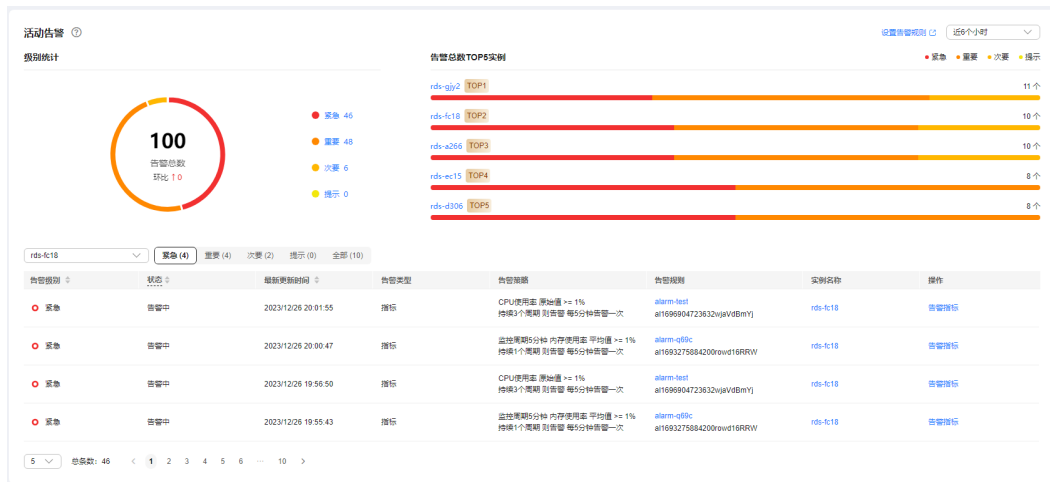 活动告警
设置告警规则 近6个小时
级别统计
告警总数TOP5实例
紧急 重要 次要 提示
100
告警总数
环比 ↑0
紧急 46
重要 48
次要 6
提示 0
rds-gjy2 TOP1 11 个
rds-fc18 TOP2 10 个
rds-a266 TOP3 10 个
rds-ec15 TOP4 8 个
rds-d306 TOP5 8 个
rds-fc18 紧急 (4) 重要 (4) 次要 (2) 提示 (0) 全部 (10)
告警级别 状态 最新更新时间 告警类型 告警策略 告警规则 实例名称 操作
紧急 告警中 2023/12/26 20:01:55 指标 CPU使用率 原始值 >= 1% alarm-test rds-fc18 告警指标
持续3个周期 则告警 每5分钟告警一次 al1696904723632wjaVdBmYj
紧急 告警中 2023/12/26 20:00:47 指标 监控周期5分钟 内存使用率 平均值 >= 1% alarm-q69c rds-fc18 告警指标
持续1个周期 则告警 每5分钟告警一次 al1693275884200rowd16RRW
紧急 告警中 2023/12/26 19:56:50 指标 CPU使用率 原始值 >= 1% alarm-test rds-fc18 告警指标
持续3个周期 则告警 每5分钟告警一次 al1696904723632wjaVdBmYj
紧急 告警中 2023/12/26 19:55:43 指标 监控周期5分钟 内存使用率 平均值 >= 1% alarm-q69c rds-fc18 告警指标
持续1个周期 则告警 每5分钟告警一次 al1693275884200rowd16RRW
5 总条数: 46 < 1 2 3 4 5 6 ··· 10 >